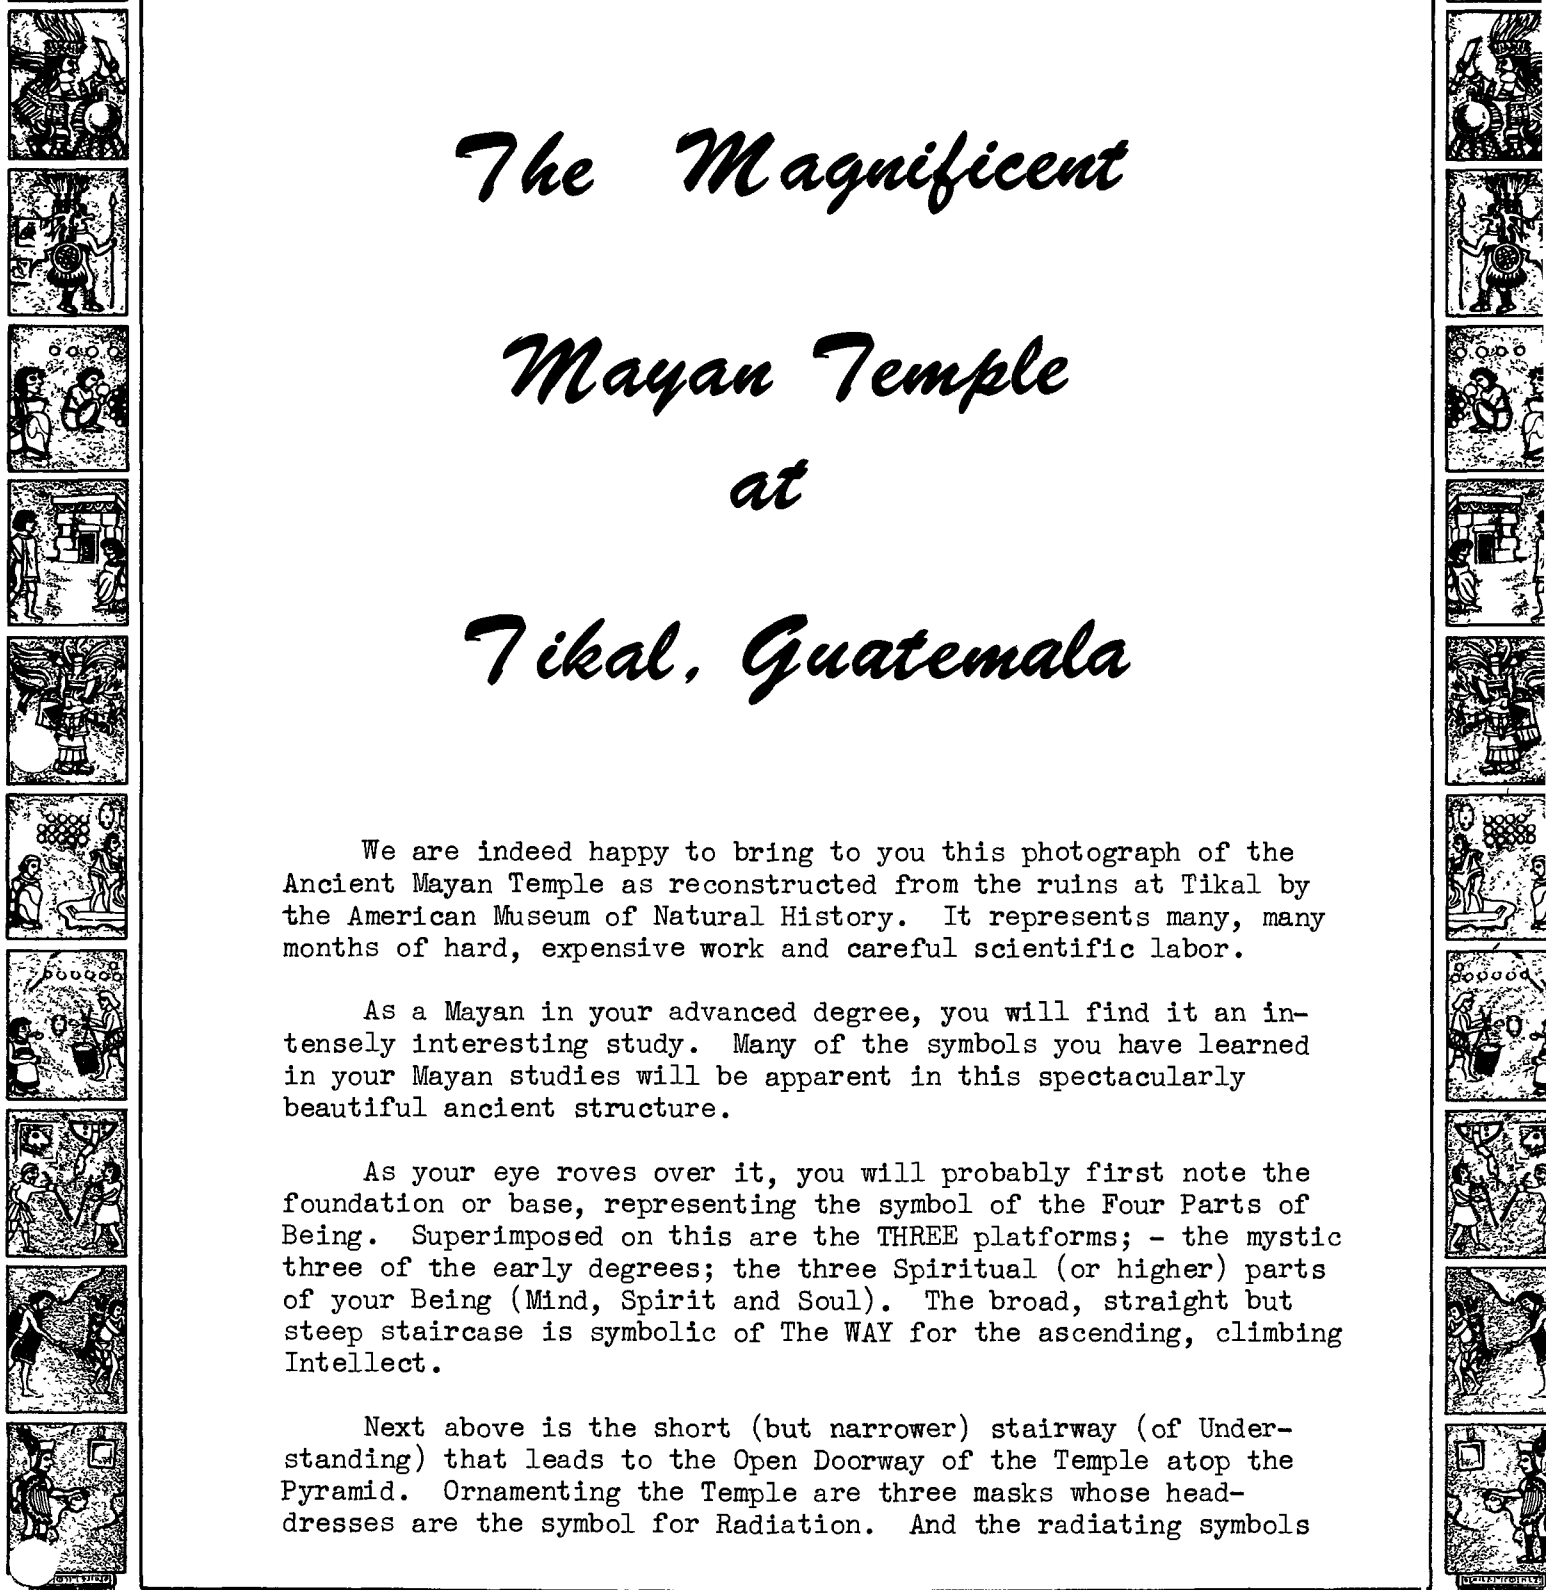 The Magnificent
Mayan Temple
at
Tikal, Guatemala
We are indeed happy to bring to you this photograph of the
Ancient Mayan Temple as reconstructed from the ruins at Tikal by
the American Museum of Natural History. It represents many, many
months of hard, expensive work and careful scientific labor.
As a Mayan in your advanced degree, you will find it an in-
tensely interesting study. Many of the symbols you have learned
in your Mayan studies will be apparent in this spectacularly
beautiful ancient structure.
As your eye roves over it, you will probably first note the
foundation or base, representing the symbol of the Four Parts of
Being. Superimposed on this are the THREE platforms; - the mystic
three of the early degrees; the three Spiritual (or higher) parts
of your Being (Mind, Spirit and Soul). The broad, straight but
steep staircase is symbolic of The WAY for the ascending, climbing
Intellect.
Next above is the short (but narrower) stairway (of Under-
standing) that leads to the Open Doorway of the Temple atop the
Pyramid. Ornamenting the Temple are three masks whose head-
dresses are the symbol for Radiation. And the radiating symbols